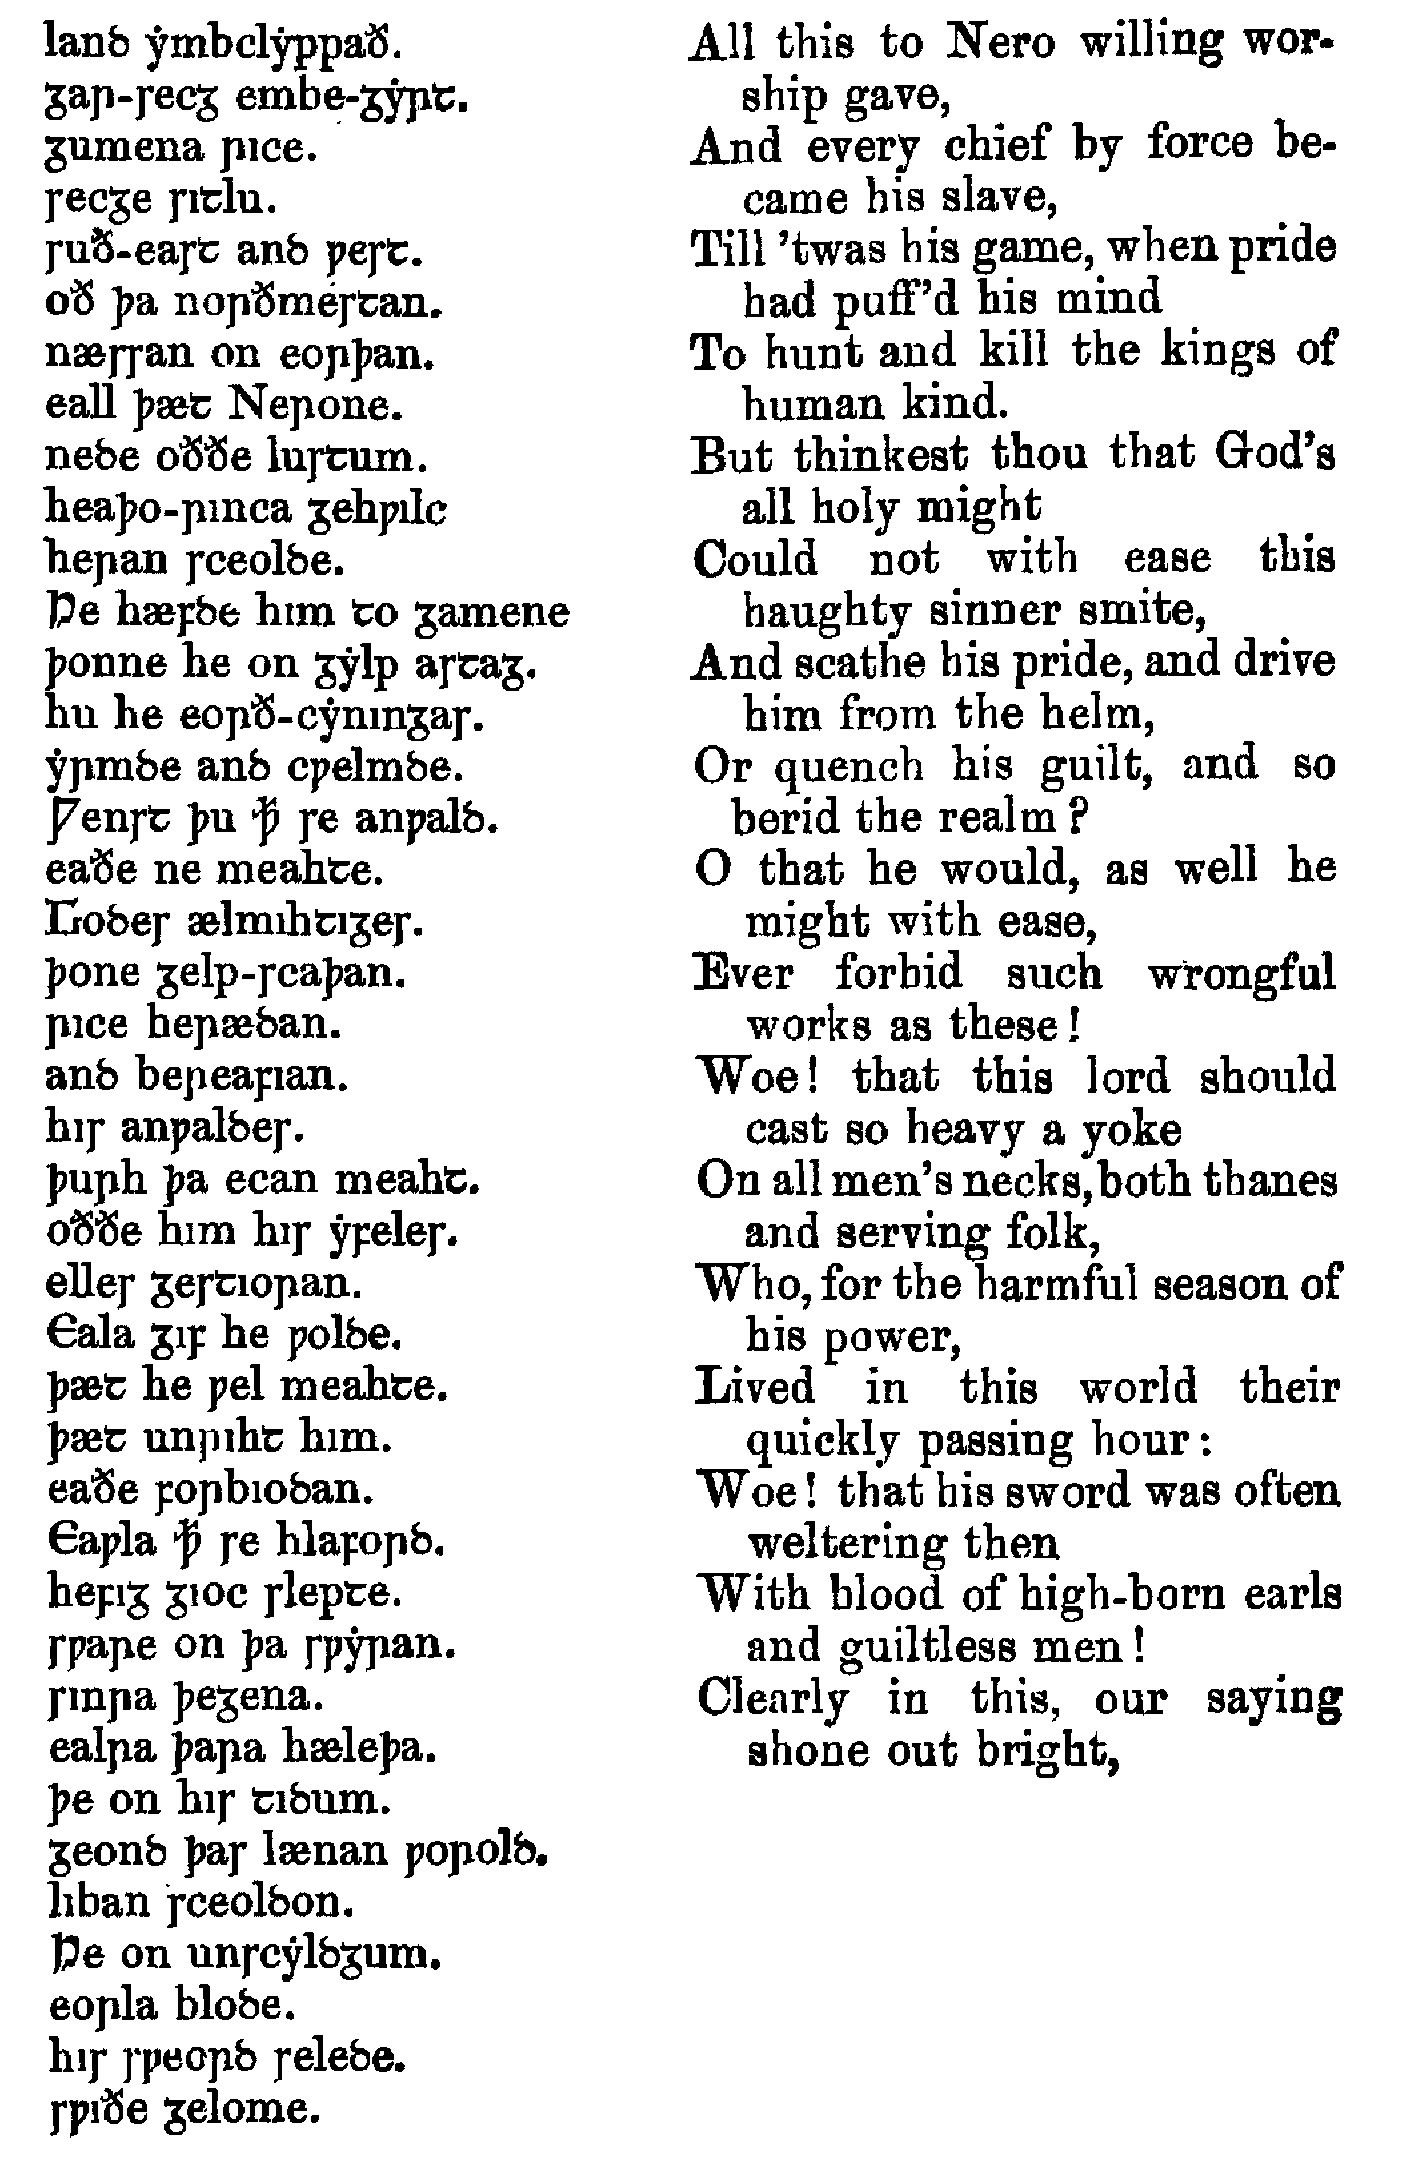 lanꝺ ẏmbclẏppað.
ᵹaꞃ-ꞅecᵹ embe-ᵹẏꞃꞇ.
ᵹumena ꞃıce.
ꞅecᵹe ꞅıꞇlu.
ꞅuð-eaꞅꞇ anꝺ ƿeꞅꞇ.
oð þa noꞃðmeꞅꞇan.
næꞅꞅan on eoꞃþan.
eall þæꞇ Neꞃone.
neꝺe oððe luꞅꞇum.
heaþo-ꞃınca ᵹehƿılc
heꞃan ꞅceolꝺe.
Ðe hæꝼꝺe hım ꞇo ᵹamene
þonne he on ᵹẏlp aꞅꞇaᵹ.
hu he eoꞃð-cẏnınᵹaꞅ.
ẏꞃmꝺe anꝺ cƿelmꝺe.
Ƿenꞅꞇ þu ꝥ ꞅe anƿalꝺ.
eaðe ne meahꞇe.
Goꝺeꞅ ælmıhꞇıᵹeꞅ.
þone ᵹelp-ꞅcaþan.
ꞃıce beꞃæꝺan.
anꝺ beꞃeaꝼıan.
hıꞅ anƿalꝺeꞅ.
þuꞃh þa ecan meahꞇ.
oððe hım hıꞅ ẏꝼeleꞅ.
elleꞅ ᵹeꞅꞇıoꞃan.
Eala ᵹıꝼ he ƿolꝺe.
þæꞇ he ƿel meahꞇe.
þæꞇ unꞃıhꞇ hım.
eaðe ꝼoꞃbıoꝺan.
Eaƿla ꝥ ꞅe hlaꝼoꞃꝺ.
heꝼıᵹ ᵹıoc ꞅlepꞇe.
ꞅƿaꞃe on þa ꞅƿẏꞃan.
ꞅınꞃa þeᵹena.
ealꞃa þaꞃa hæleþa.
þe on hıꞅ ꞇıꝺum.
ᵹeonꝺ þaꞅ lænan ƿoꞃolꝺ.
lıban ꞅceolꝺon.
Ðe on unꞅcẏlꝺᵹum.
eoꞃla bloꝺe.
hıꞅ ꞅƿeoꞃꝺ ꞅeleꝺe.
ꞅƿıðe ᵹelome.
All this to Nero willing wor-
ship gave,
And every chief by force be-
came his slave,
Till 'twas his game, when pride
had puff'd his mind
To hunt and kill the kings of
human kind.
But thinkest thou that God's
all holy might
Could not with ease this
haughty sinner smite,
And scathe his pride, and drive
him from the helm,
Or quench his guilt, and so
berid the realm?
O that he would, as well he
might with ease,
Ever forbid such wrongful
works as these!
Woe! that this lord should
cast so heavy a yoke
On all men's necks, both thanes
and serving folk,
Who, for the harmful season of
his power,
Lived in this world their
quickly passing hour:
Woe! that his sword was often
weltering then
With blood of high-born earls
and guiltless men!
Clearly in this, our saying
shone out bright,